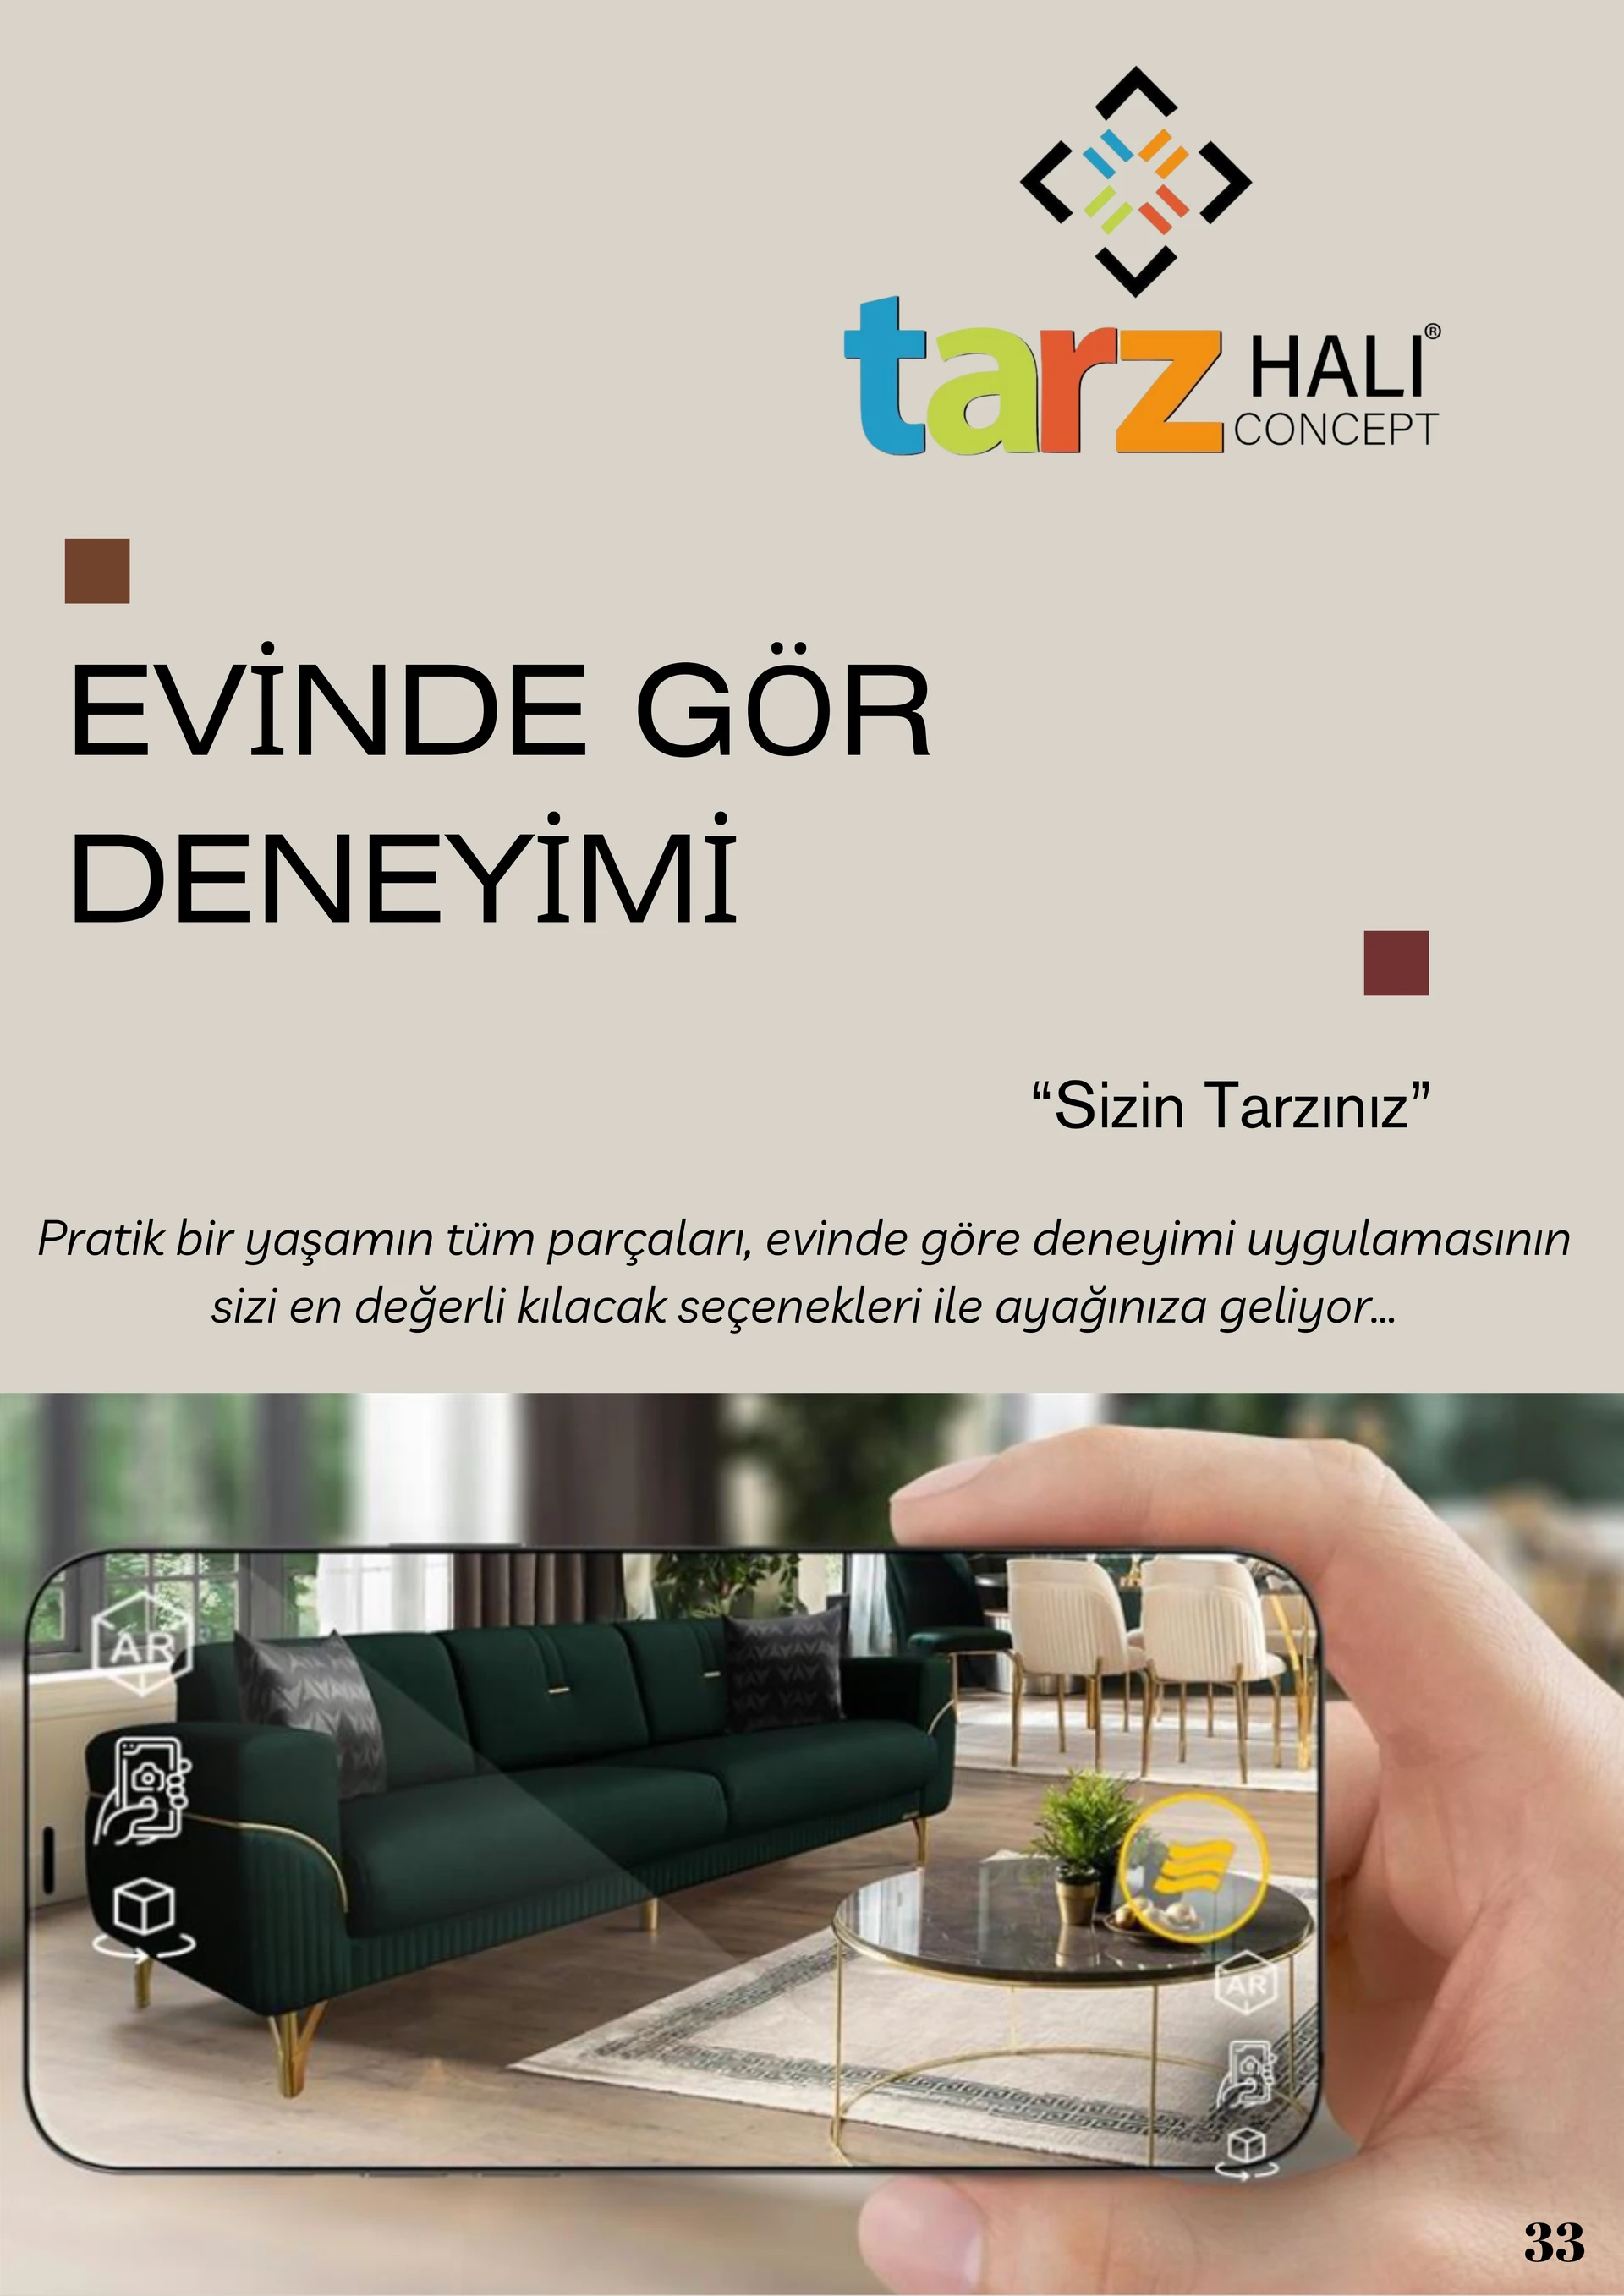 tarz HALI®
CONCEPT
EVİNDE GÖR
DENEYİMİ
“Sizin Tarzınız”
Pratik bir yaşamın tüm parçaları, evinde göre deneyimi uygulamasının
sizi en değerli kılacak seçenekleri ile ayağınıza geliyor...
AR
AR
33